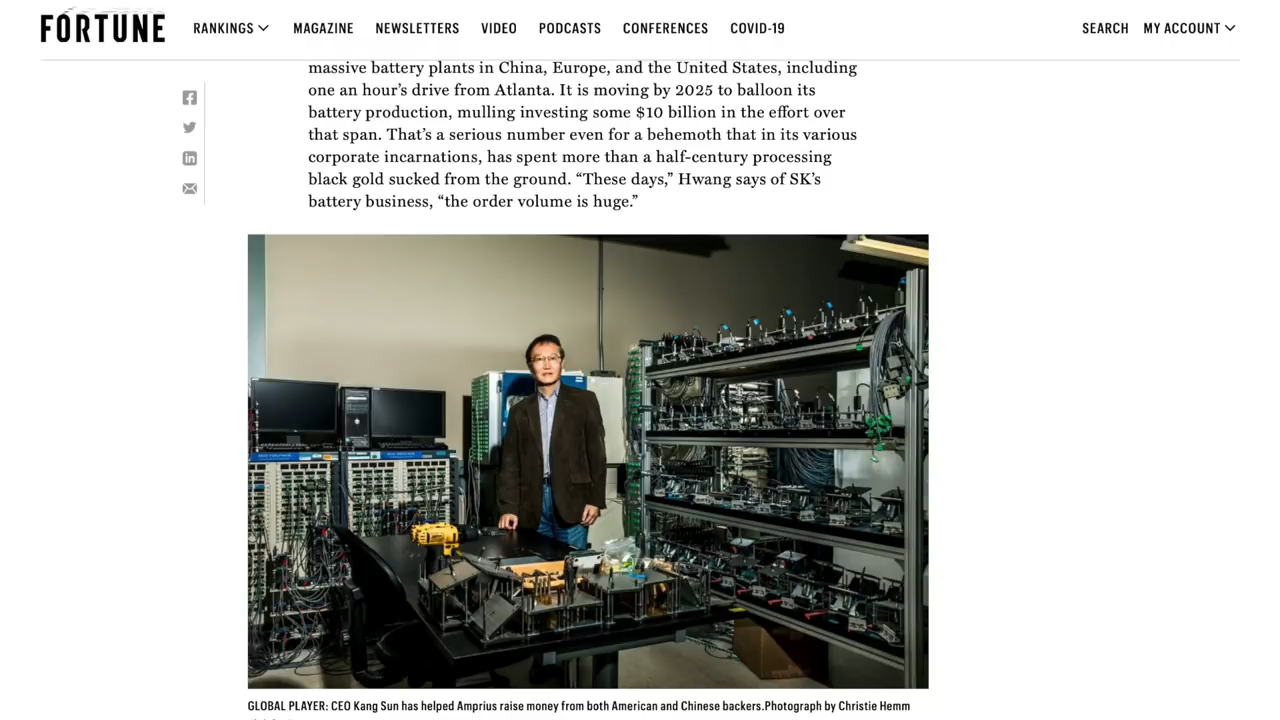 FORTUNE
RANKINGS MAGAZINE NEWSLETTERS VIDEO PODCASTS CONFERENCES COVID-19 SEARCH MY ACCOUNT
massive battery plants in China, Europe, and the United States, including
one an hour’s drive from Atlanta. It is moving by 2025 to balloon its
battery production, mulling investing some $10 billion in the effort over
that span. That’s a serious number even for a behemoth that in its various
corporate incarnations, has spent more than a half-century processing
black gold sucked from the ground. “These days,” Hwang says of SK’s
battery business, “the order volume is huge.”
GLOBAL PLAYER: CEO Kang Sun has helped Amprius raise money from both American and Chinese backers.Photograph by Christie Hemm